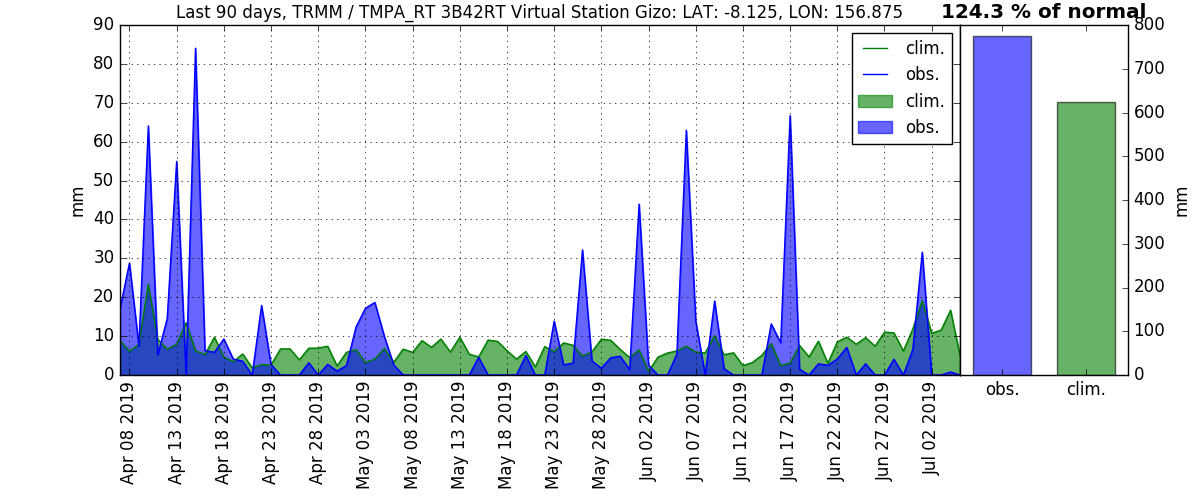 Last 90 days, TRMM / TMPA_RT 3B42RT Virtual Station Gizo: LAT: -8.125, LON: 156.875
124.3 % of normal
90
80
70
60
50
40
30
20
10
0
mm
clim.
obs.
clim.
obs.
800
700
600
500
400
300
200
100
0
mm
obs.
clim.
Apr 08 2019
Apr 13 2019
Apr 18 2019
Apr 23 2019
Apr 28 2019
May 03 2019
May 08 2019
May 13 2019
May 18 2019
May 23 2019
May 28 2019
Jun 02 2019
Jun 07 2019
Jun 12 2019
Jun 17 2019
Jun 22 2019
Jun 27 2019
Jul 02 2019